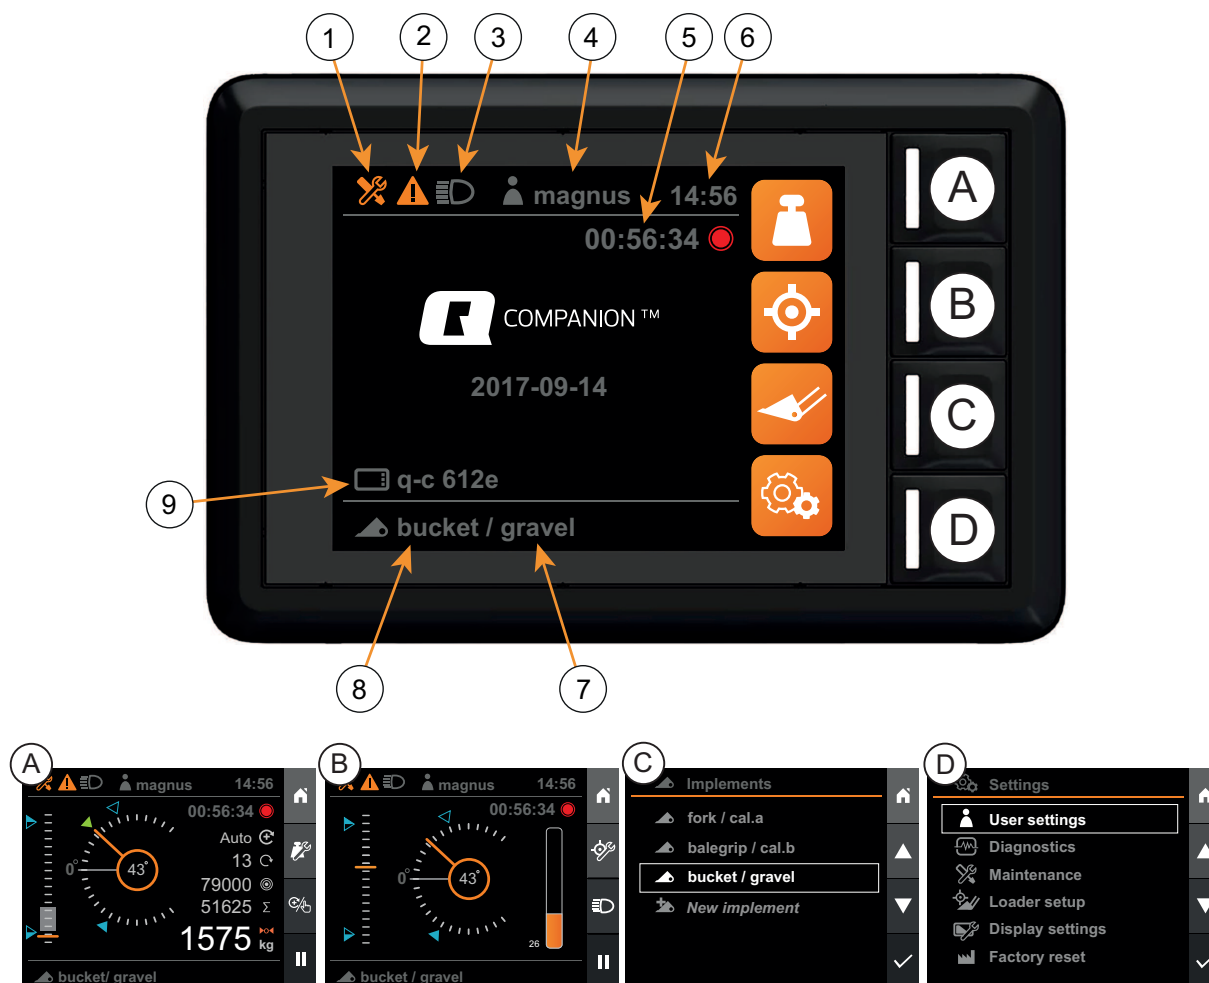 1 2 3 4 5 6
magnus 14:56
00:56:34
COMPANION ™
2017-09-14
q-c 612e
bucket / gravel
A
B
C
D
9
8 7
A
magnus 14:56
00:56:34
Auto
13
79000
51625 Σ
1575 kg
0°
43°
bucket/ gravel
B
magnus 14:56
00:56:34
0°
43°
26
bucket / gravel
C
Implements
fork / cal.a
balegrip / cal.b
bucket / gravel
New implement
D
Settings
User settings
Diagnostics
Maintenance
Loader setup
Display settings
Factory reset